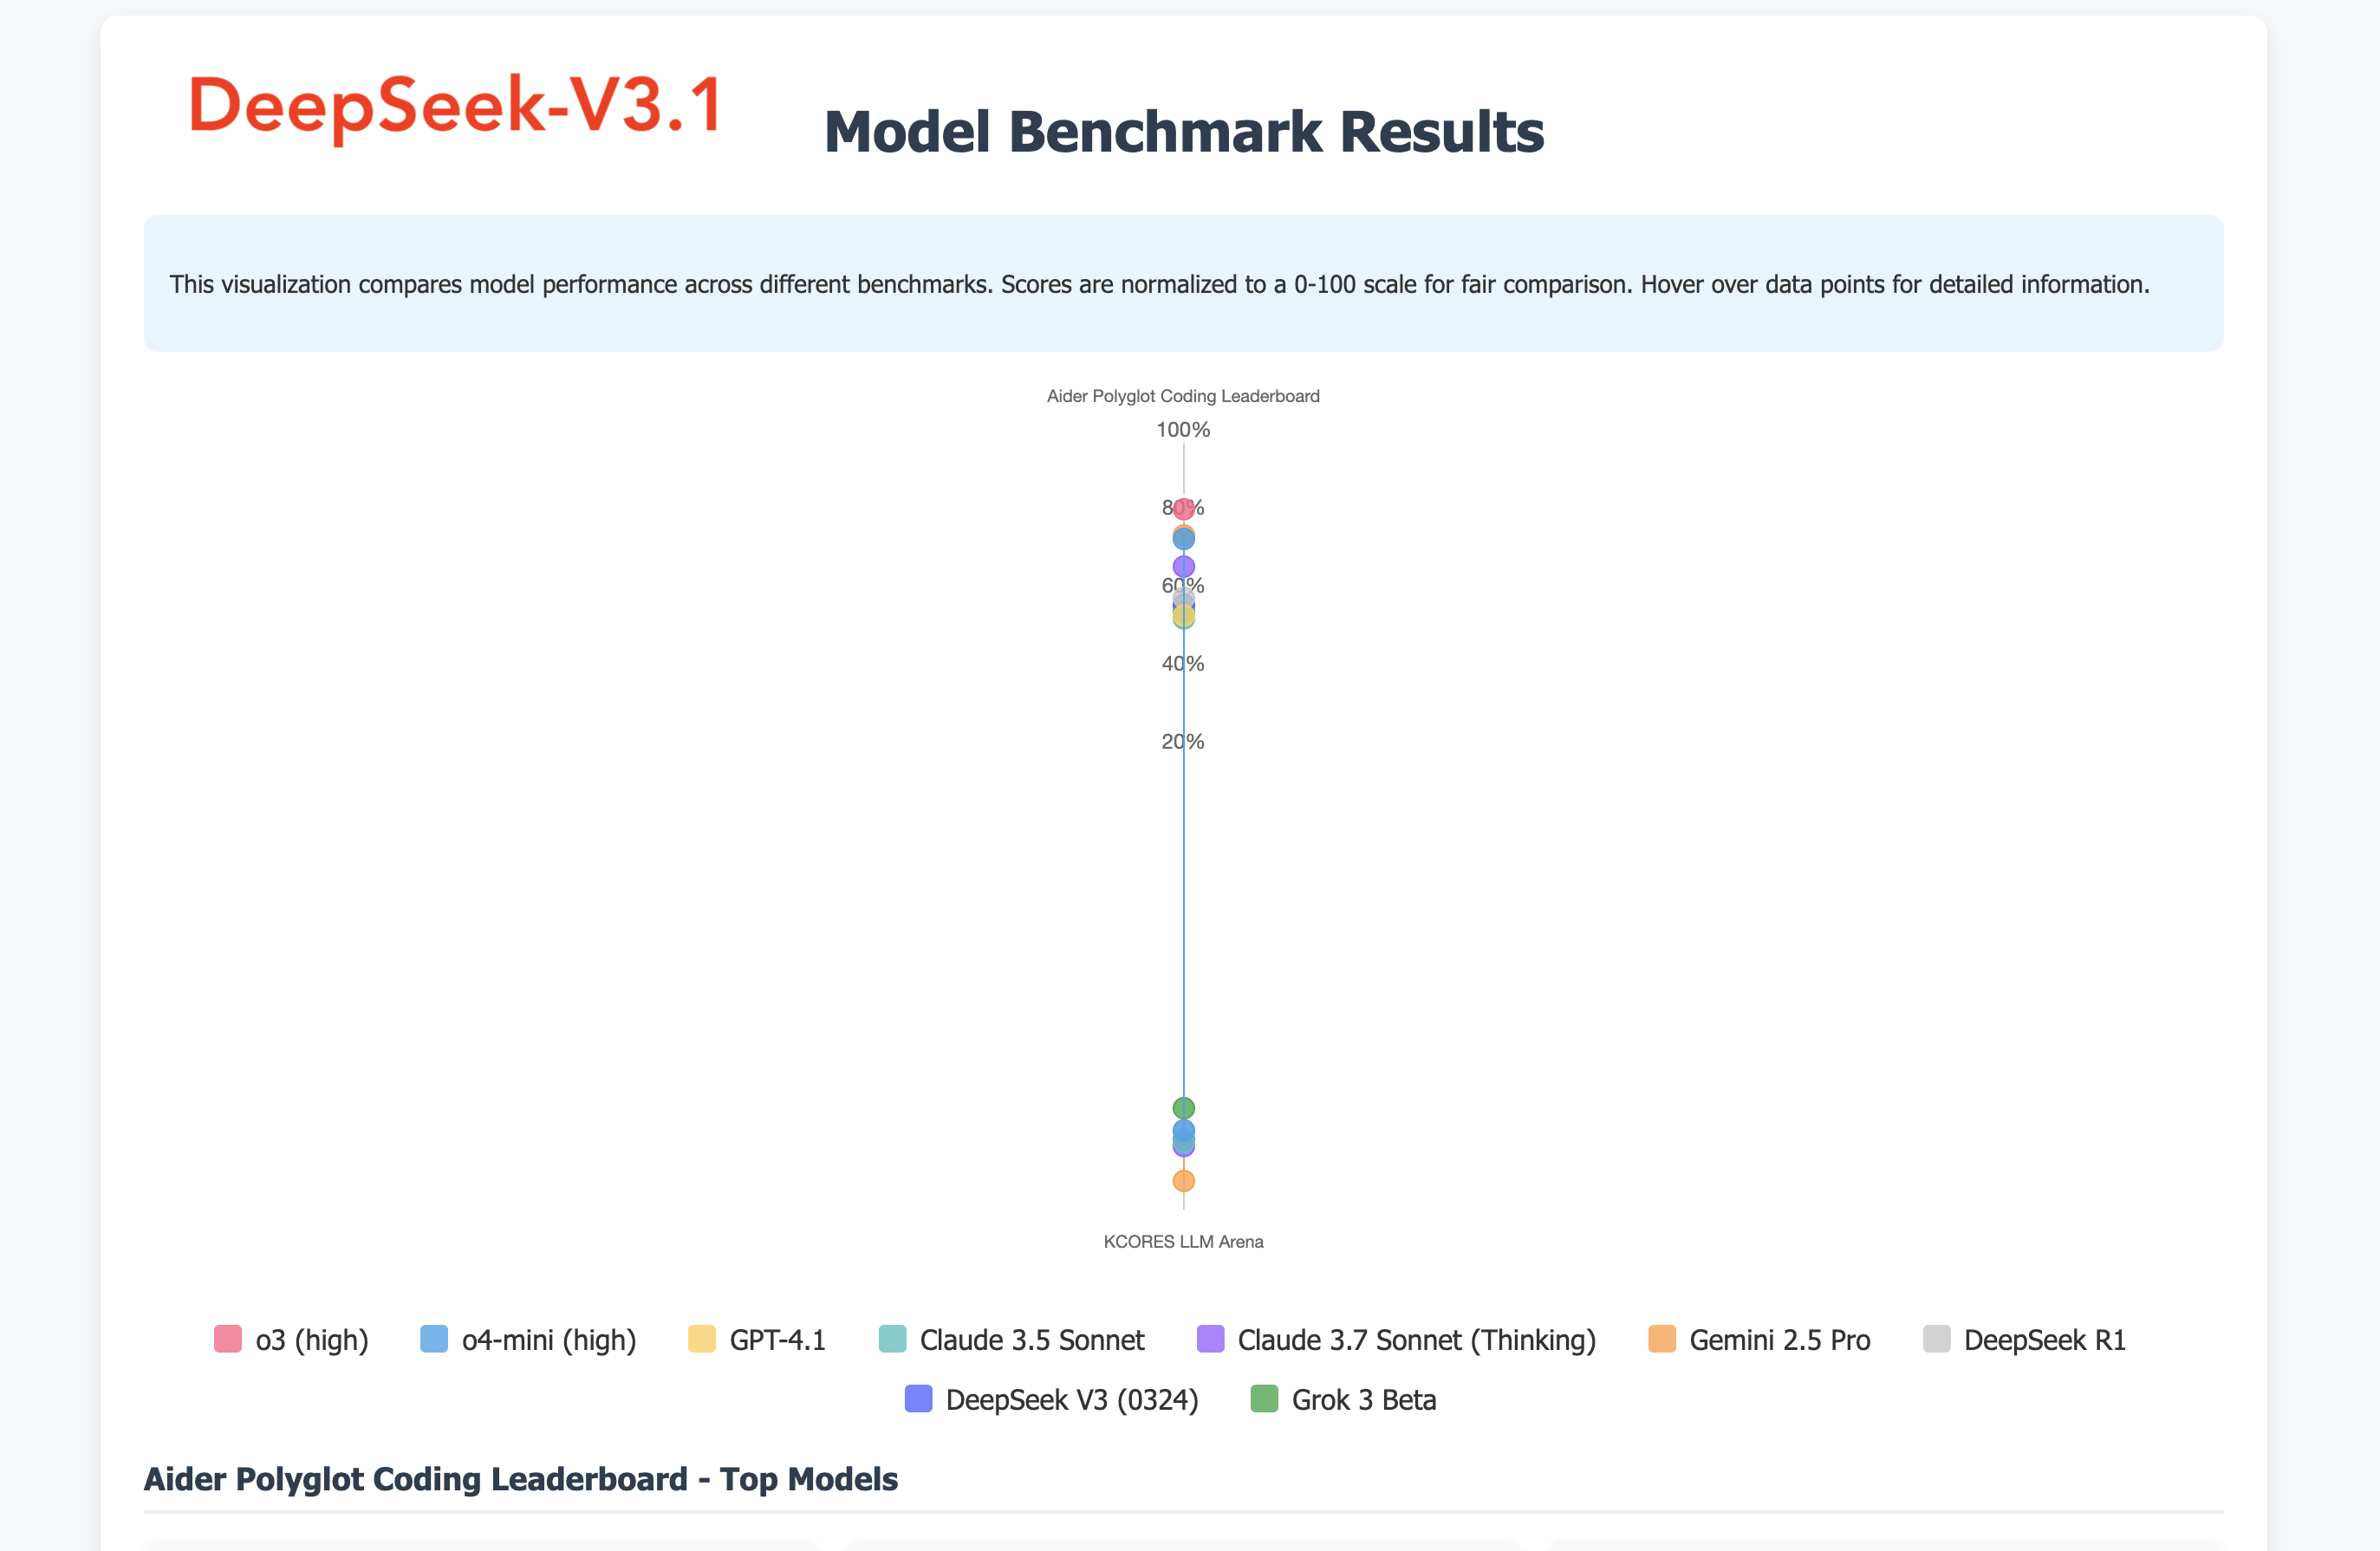 DeepSeek-V3.1
Model Benchmark Results
This visualization compares model performance across different benchmarks. Scores are normalized to a 0-100 scale for fair comparison. Hover over data points for detailed information.
Aider Polyglot Coding Leaderboard
100%
80%
60%
40%
20%
KCORES LLM Arena
o3 (high)
o4-mini (high)
GPT-4.1
Claude 3.5 Sonnet
Claude 3.7 Sonnet (Thinking)
Gemini 2.5 Pro
DeepSeek R1
DeepSeek V3 (0324)
Grok 3 Beta
Aider Polyglot Coding Leaderboard - Top Models